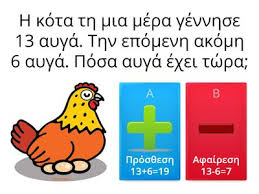 Η κότα τη μια μέρα γέννησε
13 αυγά. Την επόμενη ακόμη
6 αυγά. Πόσα αυγά έχει τώρα;
A
B
Πρόσθεση
13+6=19
Αφαίρεση
13-6=7